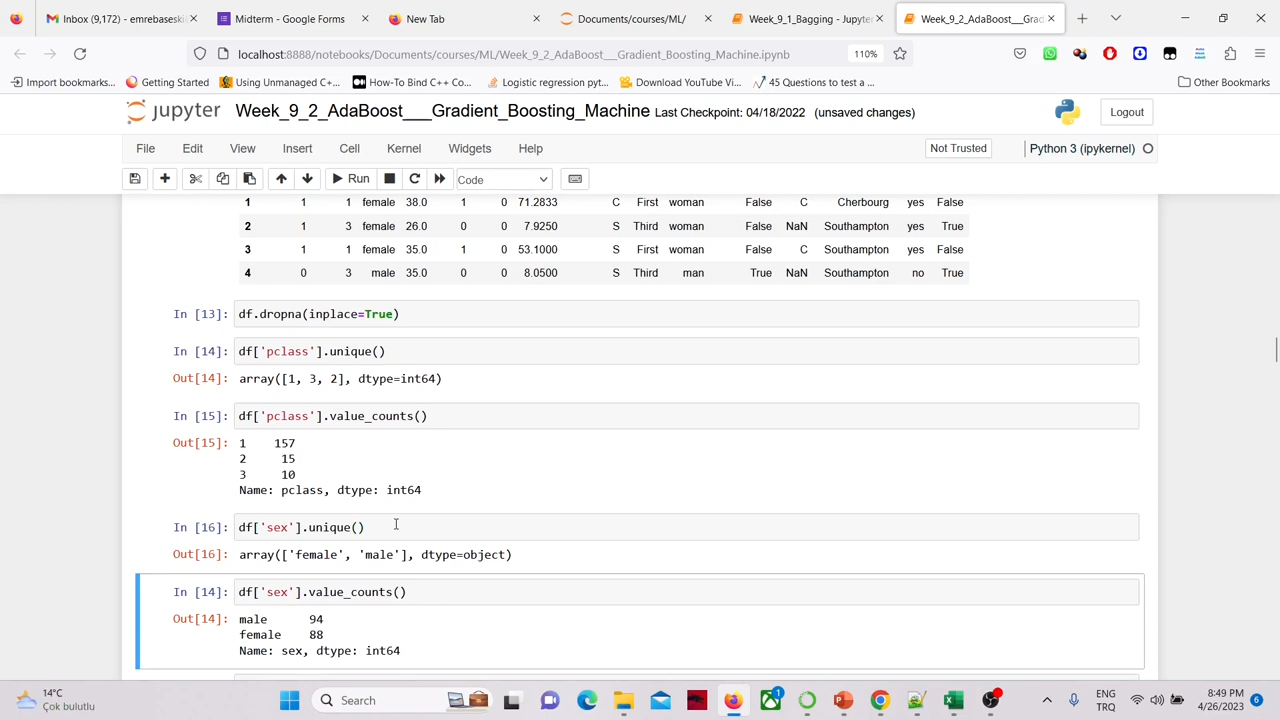 Inbox (9,172) - emrebaseski
Midterm - Google Forms
New Tab
Documents/courses/ML/
Week_9_1_Bagging - Jupyter
Week_9_2_AdaBoost___Grad
localhost:8888/notebooks/Documents/courses/ML/Week_9_2_AdaBoost___Gradient_Boosting_Machine.ipynb
110%
Import bookmarks...
Getting Started
Using Unmanaged C+...
How-To Bind C++ Co...
Logistic regression pyt...
Download YouTube Vi...
45 Questions to test a ...
Other Bookmarks
jupyter Week_9_2_AdaBoost___Gradient_Boosting_Machine Last Checkpoint: 04/18/2022 (unsaved changes)
Logout
File Edit View Insert Cell Kernel Widgets Help
Not Trusted
Python 3 (ipykernel)
Run
Code
1 1 1 female 38.0 1 0 71.2833 C First woman False C Cherbourg yes False
2 1 3 female 26.0 0 0 7.9250 S Third woman False NaN Southampton yes True
3 1 1 female 35.0 1 0 53.1000 S First woman False C Southampton yes False
4 0 3 male 35.0 0 0 8.0500 S Third man True NaN Southampton no True
In [13]: df.dropna(inplace=True)
In [14]: df['pclass'].unique()
Out[14]: array([1, 3, 2], dtype=int64)
In [15]: df['pclass'].value_counts()
Out[15]: 1 157
2 15
3 10
Name: pclass, dtype: int64
In [16]: df['sex'].unique()
Out[16]: array(['female', 'male'], dtype=object)
In [14]: df['sex'].value_counts()
Out[14]: male 94
female 88
Name: sex, dtype: int64
14°C
Çok bulutlu
Search
1
ENG
TRQ
8:49 PM
4/26/2023
6